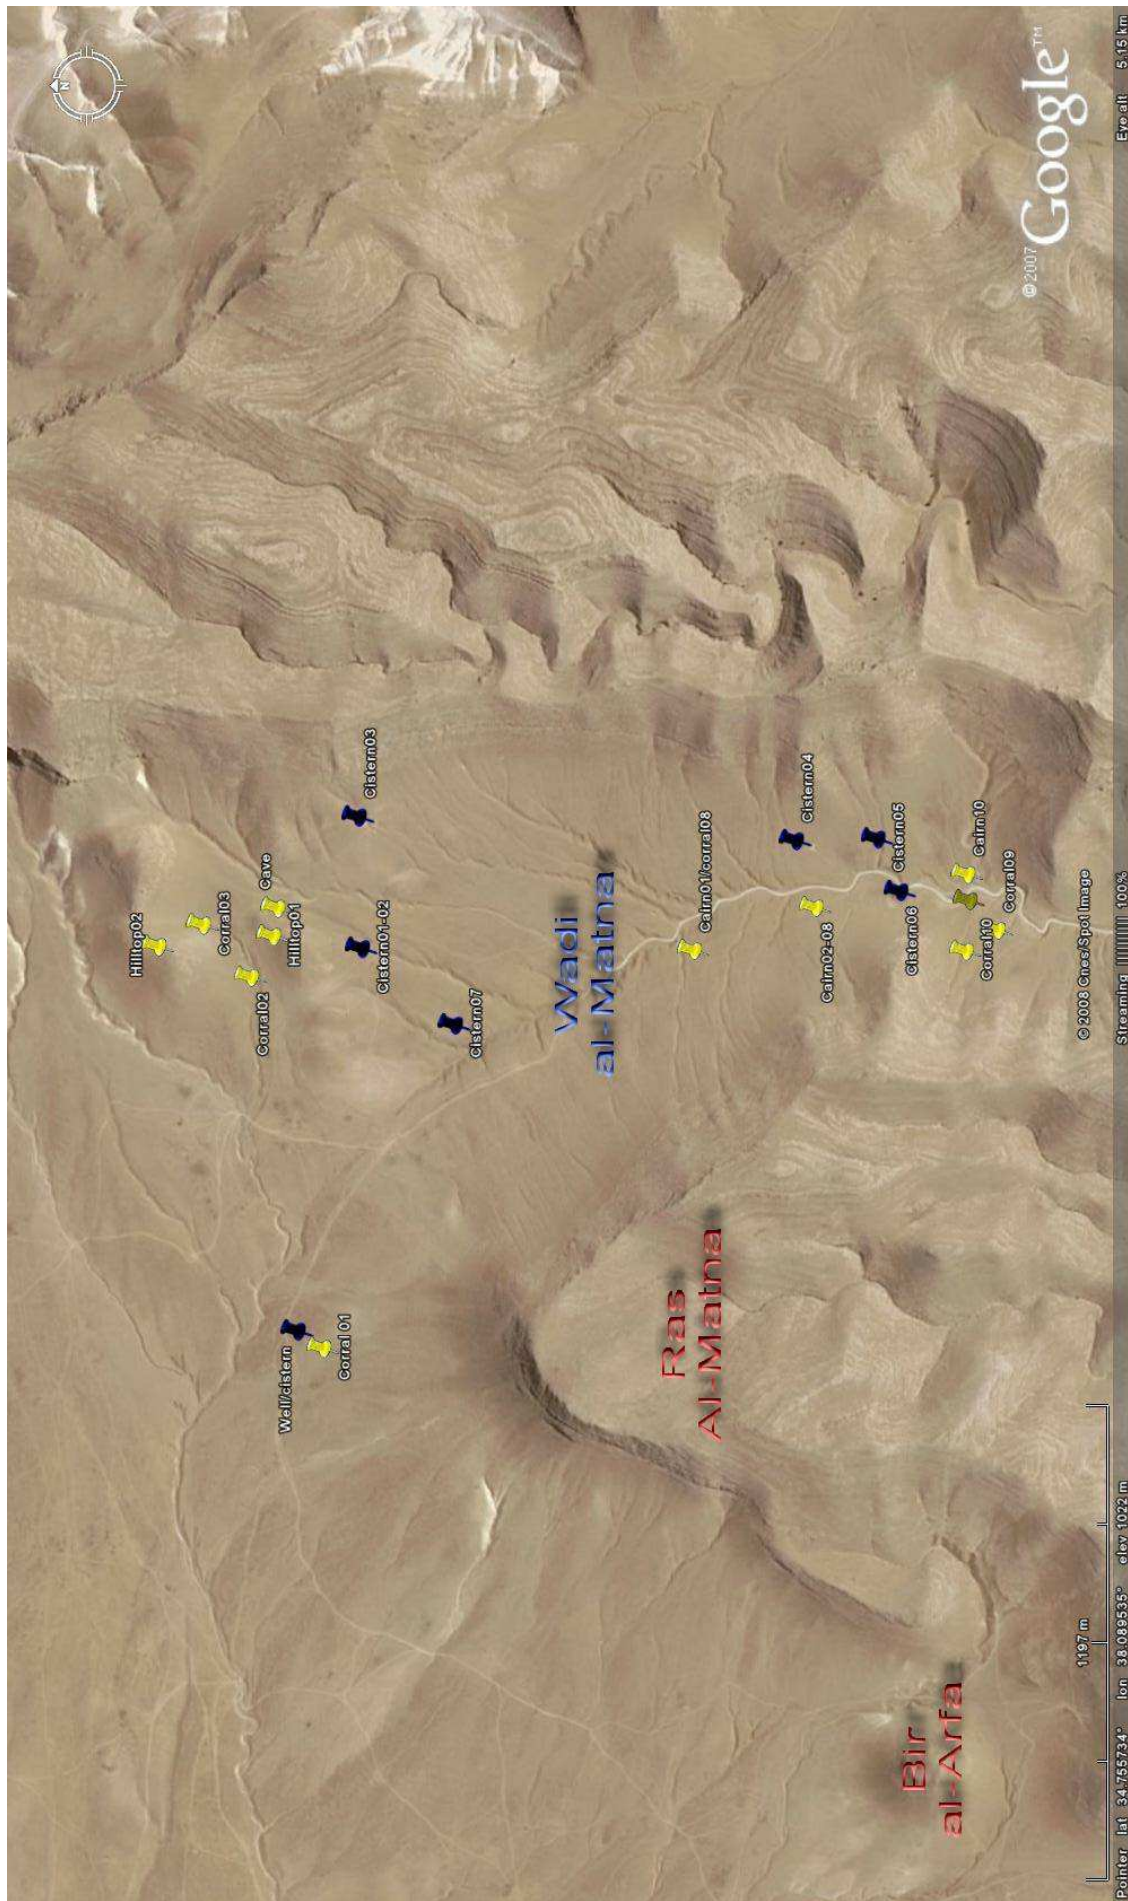 Hilltop02
Corral03
Corral02
Cave
Hilltop01
Cistern03
Cistern01-02
Cistern07
Well/cistern
Corral 01
Wadi
al-Matna
Ras
Al-Matna
Cairn01/corral08
Cistern04
Cairn02-08
Cistern05
Cistern06
Cairn10
Corral10
Corral09
Bir
al-Arfa
N
©2007 Google™
© 2008 Cnes/Spot Image
1197 m
Pointer lat 34.755734° lon 38.089535° elev 1022 m Streaming |||||||||| 100% Eye alt 5.15 km